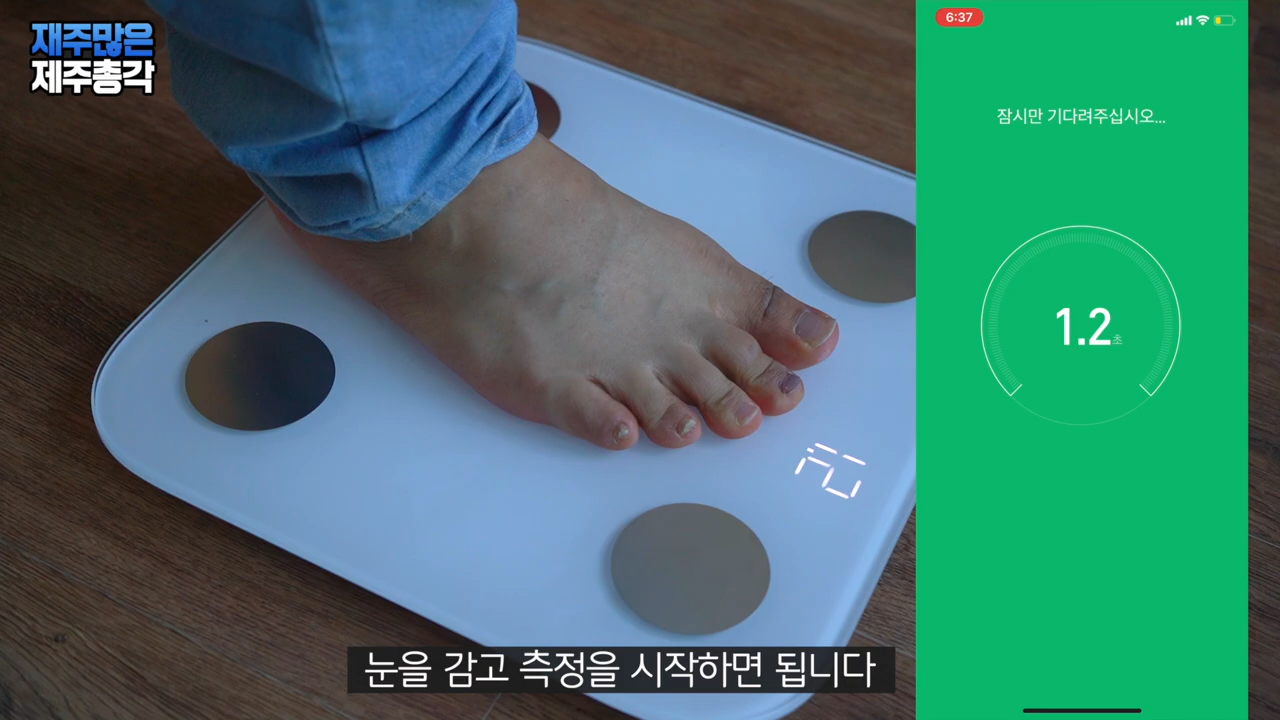 재주많은
제주총각
6:37
잠시만 기다려주십시오...
1.2초
눈을 감고 측정을 시작하면 됩니다